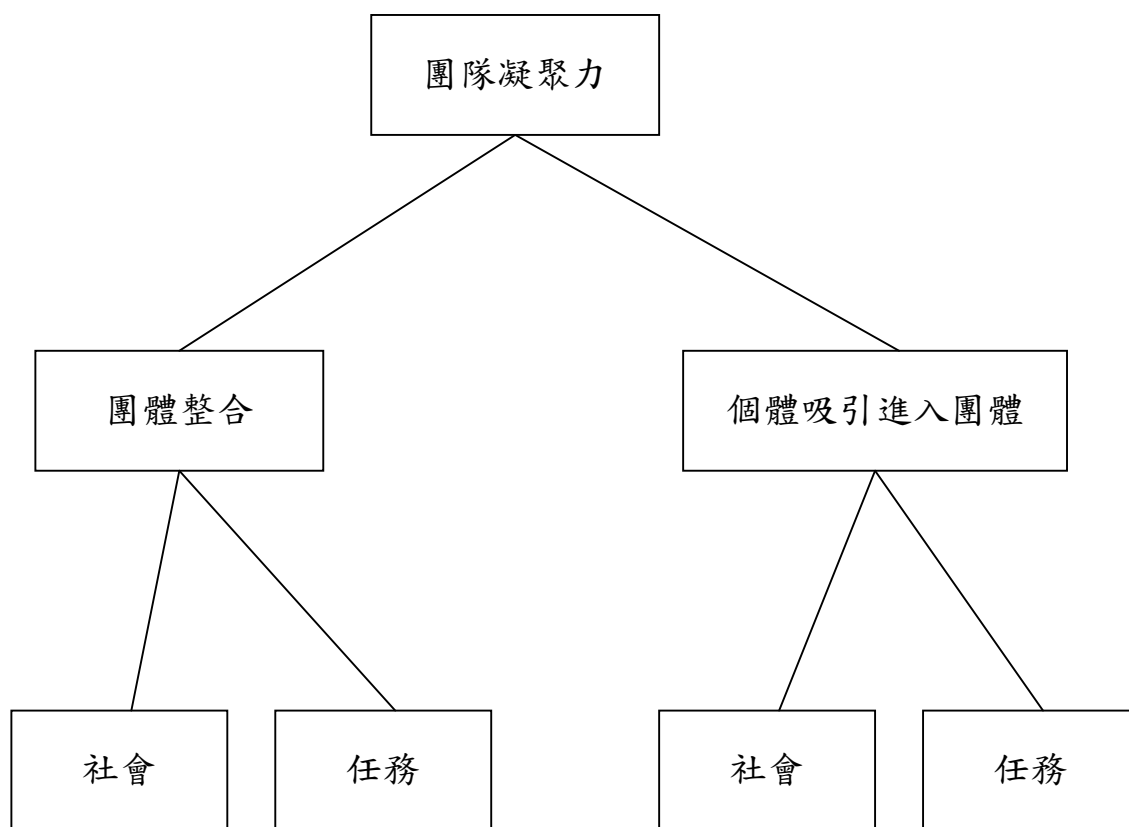 團隊凝聚力
團體整合
個體吸引進入團體
社會
任務
社會
任務